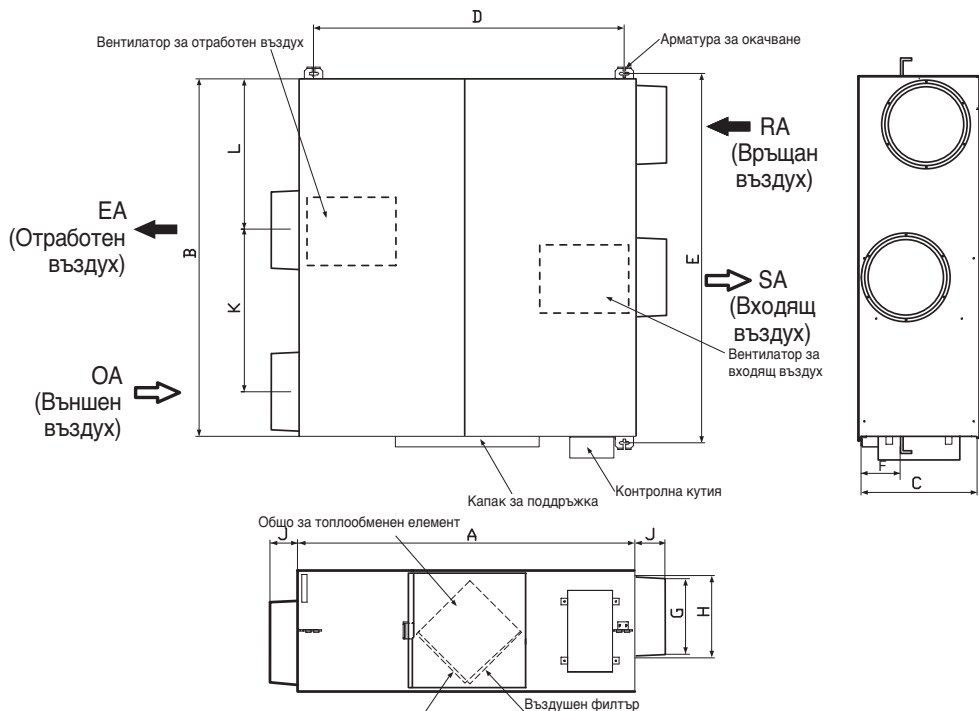 D
Вентилатор за отработен въздух
Арматура за окачване
L
B
K
E
RA
(Връщан
въздух)
EA
(Отработен
въздух)
SA
(Входящ
въздух)
Вентилатор за
входящ въздух
OA
(Външен
въздух)
Капак за поддръжка
Контролна кутия
F
C
Общо за топлообменен елемент
J
A
J
G
H
Въздушен филтър